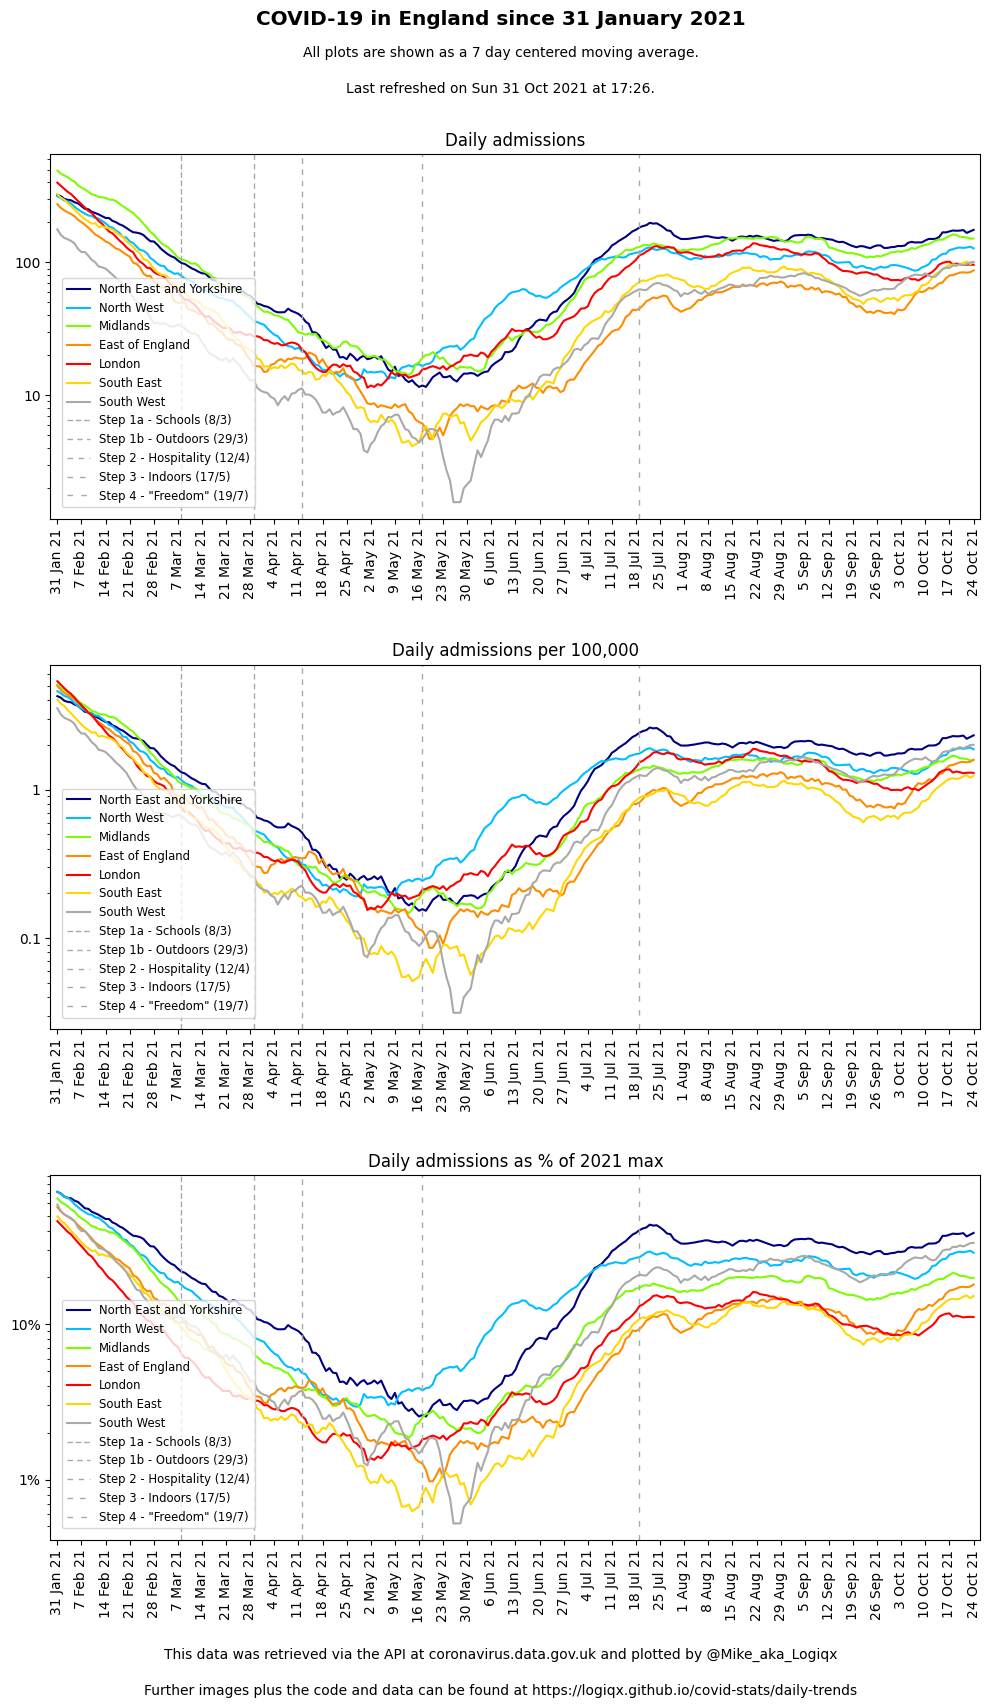 COVID-19 in England since 31 January 2021
All plots are shown as a 7 day centered moving average.
Last refreshed on Sun 31 Oct 2021 at 17:26.
Daily admissions
100
10
North East and Yorkshire
North West
Midlands
East of England
London
South East
South West
Step 1a - Schools (8/3)
Step 1b - Outdoors (29/3)
Step 2 - Hospitality (12/4)
Step 3 - Indoors (17/5)
Step 4 - "Freedom" (19/7)
31 Jan 21
7 Feb 21
14 Feb 21
21 Feb 21
28 Feb 21
7 Mar 21
14 Mar 21
21 Mar 21
28 Mar 21
4 Apr 21
11 Apr 21
18 Apr 21
25 Apr 21
2 May 21
9 May 21
16 May 21
23 May 21
30 May 21
6 Jun 21
13 Jun 21
20 Jun 21
27 Jun 21
4 Jul 21
11 Jul 21
18 Jul 21
25 Jul 21
1 Aug 21
8 Aug 21
15 Aug 21
22 Aug 21
29 Aug 21
5 Sep 21
12 Sep 21
19 Sep 21
26 Sep 21
3 Oct 21
10 Oct 21
17 Oct 21
24 Oct 21
Daily admissions per 100,000
1
0.1
North East and Yorkshire
North West
Midlands
East of England
London
South East
South West
Step 1a - Schools (8/3)
Step 1b - Outdoors (29/3)
Step 2 - Hospitality (12/4)
Step 3 - Indoors (17/5)
Step 4 - "Freedom" (19/7)
31 Jan 21
7 Feb 21
14 Feb 21
21 Feb 21
28 Feb 21
7 Mar 21
14 Mar 21
21 Mar 21
28 Mar 21
4 Apr 21
11 Apr 21
18 Apr 21
25 Apr 21
2 May 21
9 May 21
16 May 21
23 May 21
30 May 21
6 Jun 21
13 Jun 21
20 Jun 21
27 Jun 21
4 Jul 21
11 Jul 21
18 Jul 21
25 Jul 21
1 Aug 21
8 Aug 21
15 Aug 21
22 Aug 21
29 Aug 21
5 Sep 21
12 Sep 21
19 Sep 21
26 Sep 21
3 Oct 21
10 Oct 21
17 Oct 21
24 Oct 21
Daily admissions as % of 2021 max
10%
1%
North East and Yorkshire
North West
Midlands
East of England
London
South East
South West
Step 1a - Schools (8/3)
Step 1b - Outdoors (29/3)
Step 2 - Hospitality (12/4)
Step 3 - Indoors (17/5)
Step 4 - "Freedom" (19/7)
31 Jan 21
7 Feb 21
14 Feb 21
21 Feb 21
28 Feb 21
7 Mar 21
14 Mar 21
21 Mar 21
28 Mar 21
4 Apr 21
11 Apr 21
18 Apr 21
25 Apr 21
2 May 21
9 May 21
16 May 21
23 May 21
30 May 21
6 Jun 21
13 Jun 21
20 Jun 21
27 Jun 21
4 Jul 21
11 Jul 21
18 Jul 21
25 Jul 21
1 Aug 21
8 Aug 21
15 Aug 21
22 Aug 21
29 Aug 21
5 Sep 21
12 Sep 21
19 Sep 21
26 Sep 21
3 Oct 21
10 Oct 21
17 Oct 21
24 Oct 21
This data was retrieved via the API at coronavirus.data.gov.uk and plotted by @Mike_aka_Logiqx
Further images plus the code and data can be found at https://logiqx.github.io/covid-stats/daily-trends